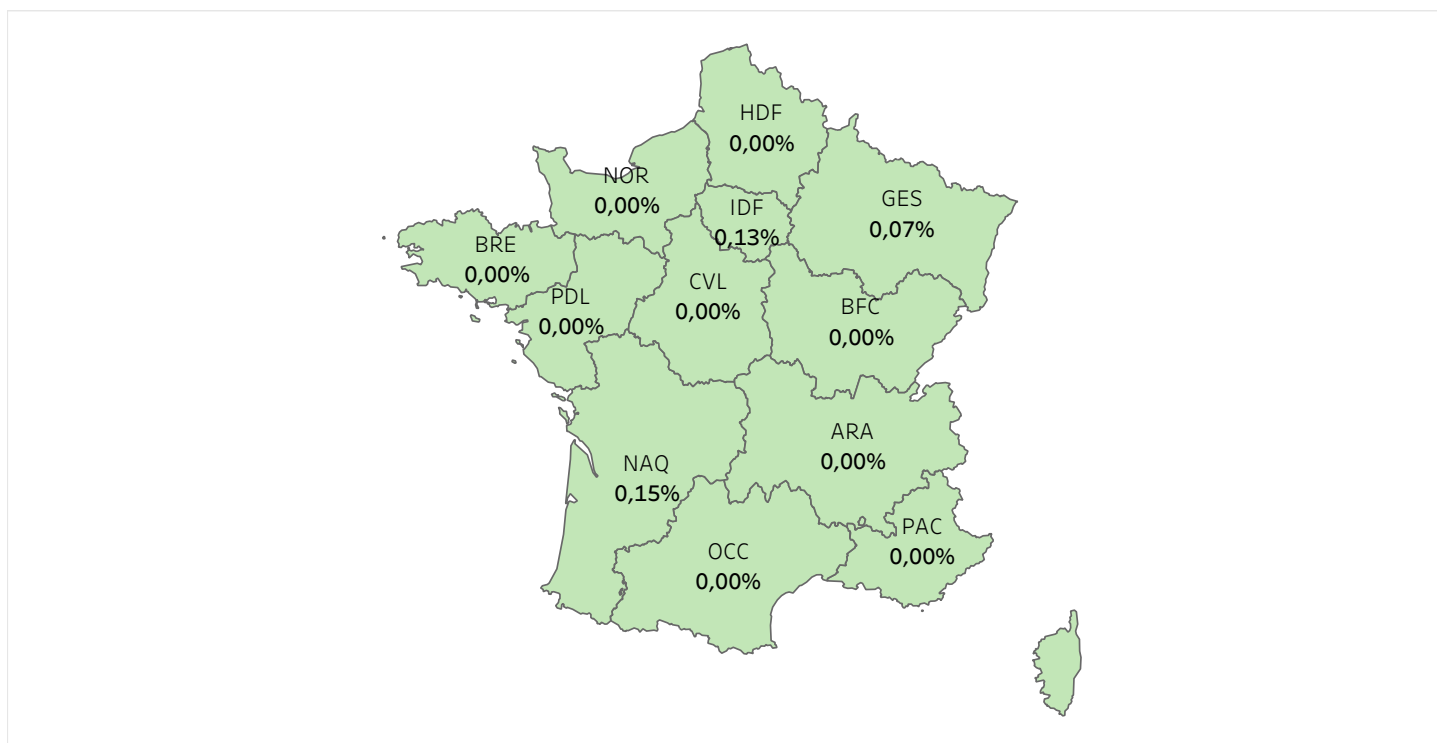 HDF
0,00%
NOR
0,00%
IDF
0,13%
GES
0,07%
BRE
0,00%
PDL
0,00%
CVL
0,00%
BFC
0,00%
ARA
0,00%
NAQ
0,15%
PAC
0,00%
OCC
0,00%